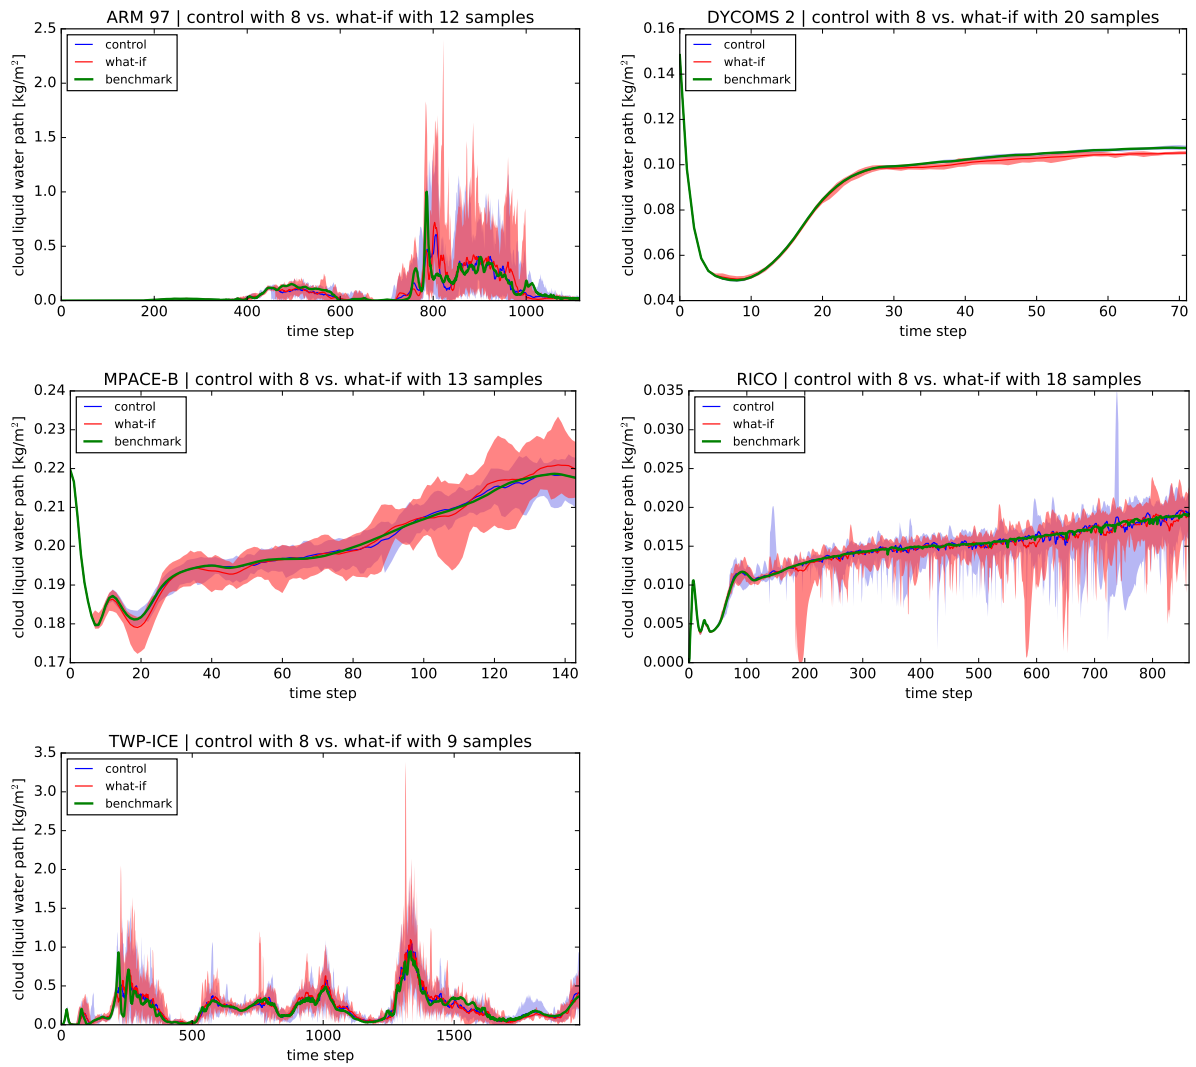 ARM 97 | control with 8 vs. what-if with 12 samples
cloud liquid water path [kg/m²]
2.5
2.0
1.5
1.0
0.5
0.0
control
what-if
benchmark
0 200 400 600 800 1000
time step
DYCOMS 2 | control with 8 vs. what-if with 20 samples
cloud liquid water path [kg/m²]
0.16
0.14
0.12
0.10
0.08
0.06
0.04
control
what-if
benchmark
0 10 20 30 40 50 60 70
time step
MPACE-B | control with 8 vs. what-if with 13 samples
cloud liquid water path [kg/m²]
0.24
0.23
0.22
0.21
0.20
0.19
0.18
0.17
control
what-if
benchmark
0 20 40 60 80 100 120 140
time step
RICO | control with 8 vs. what-if with 18 samples
cloud liquid water path [kg/m²]
0.035
0.030
0.025
0.020
0.015
0.010
0.005
0.000
control
what-if
benchmark
0 100 200 300 400 500 600 700 800
time step
TWP-ICE | control with 8 vs. what-if with 9 samples
cloud liquid water path [kg/m²]
3.5
3.0
2.5
2.0
1.5
1.0
0.5
0.0
control
what-if
benchmark
0 500 1000 1500
time step